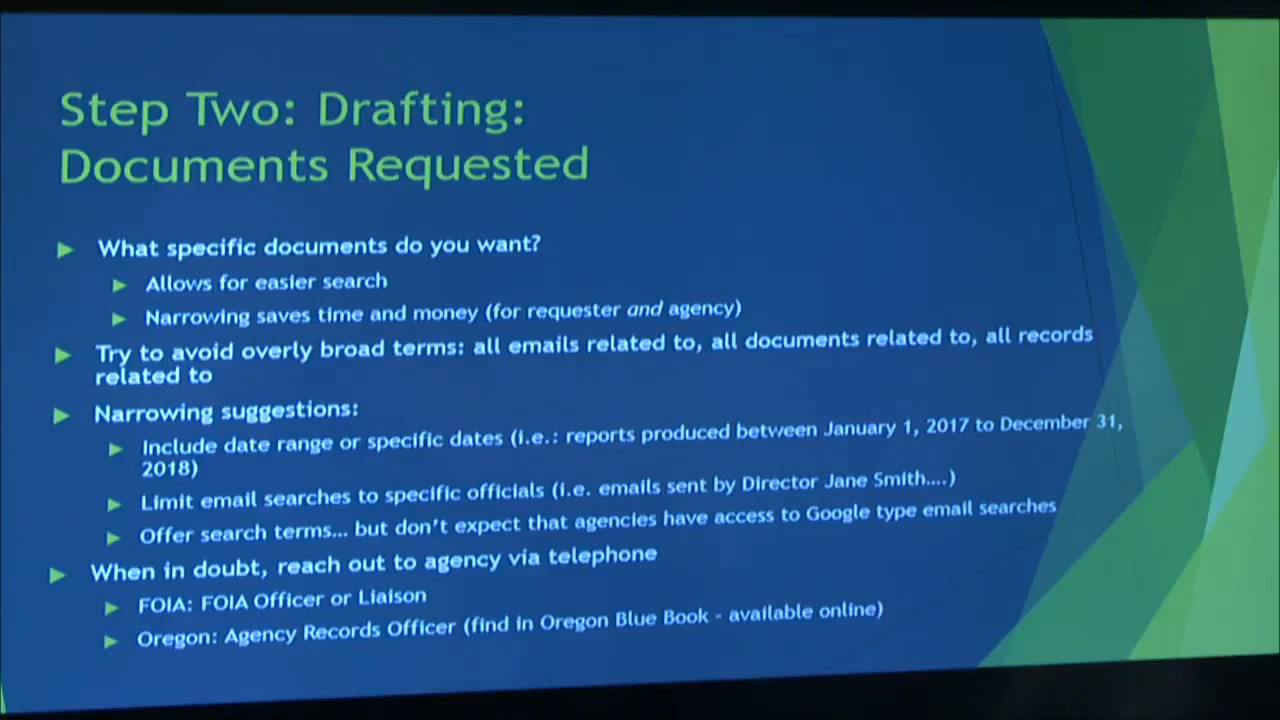 Step Two: Drafting:
Documents Requested
What specific documents do you want?
Allows for easier search
Narrowing saves time and money (for requester and agency)
Try to avoid overly broad terms: all emails related to, all documents related to, all records
related to
Narrowing suggestions:
Include date range or specific dates (i.e.: reports produced between January 1, 2017 to December 31,
2018)
Limit email searches to specific officials (i.e. emails sent by Director Jane Smith....)
Offer search terms... but don't expect that agencies have access to Google type email searches
When in doubt, reach out to agency via telephone
FOIA: FOIA Officer or Liaison
Oregon: Agency Records Officer (find in Oregon Blue Book - available online)